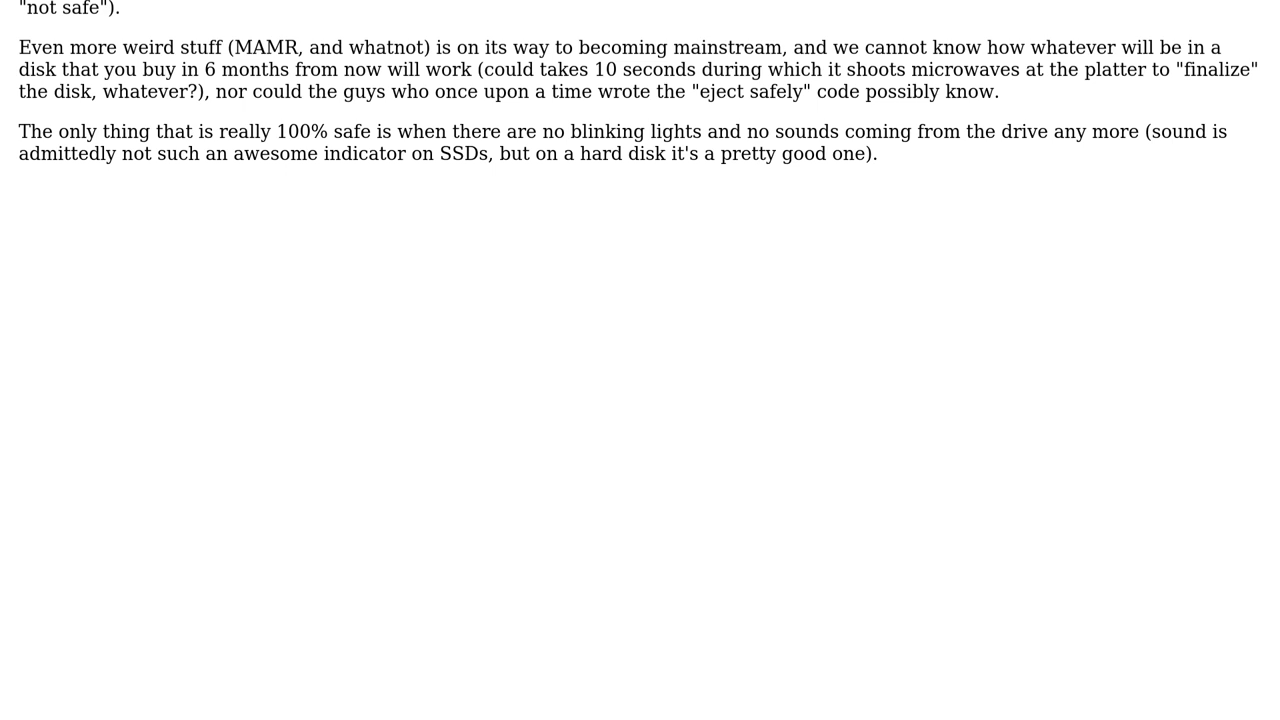 "not safe").
Even more weird stuff (MAMR, and whatnot) is on its way to becoming mainstream, and we cannot know how whatever will be in a
disk that you buy in 6 months from now will work (could takes 10 seconds during which it shoots microwaves at the platter to "finalize"
the disk, whatever?), nor could the guys who once upon a time wrote the "eject safely" code possibly know.
The only thing that is really 100% safe is when there are no blinking lights and no sounds coming from the drive any more (sound is
admittedly not such an awesome indicator on SSDs, but on a hard disk it's a pretty good one).